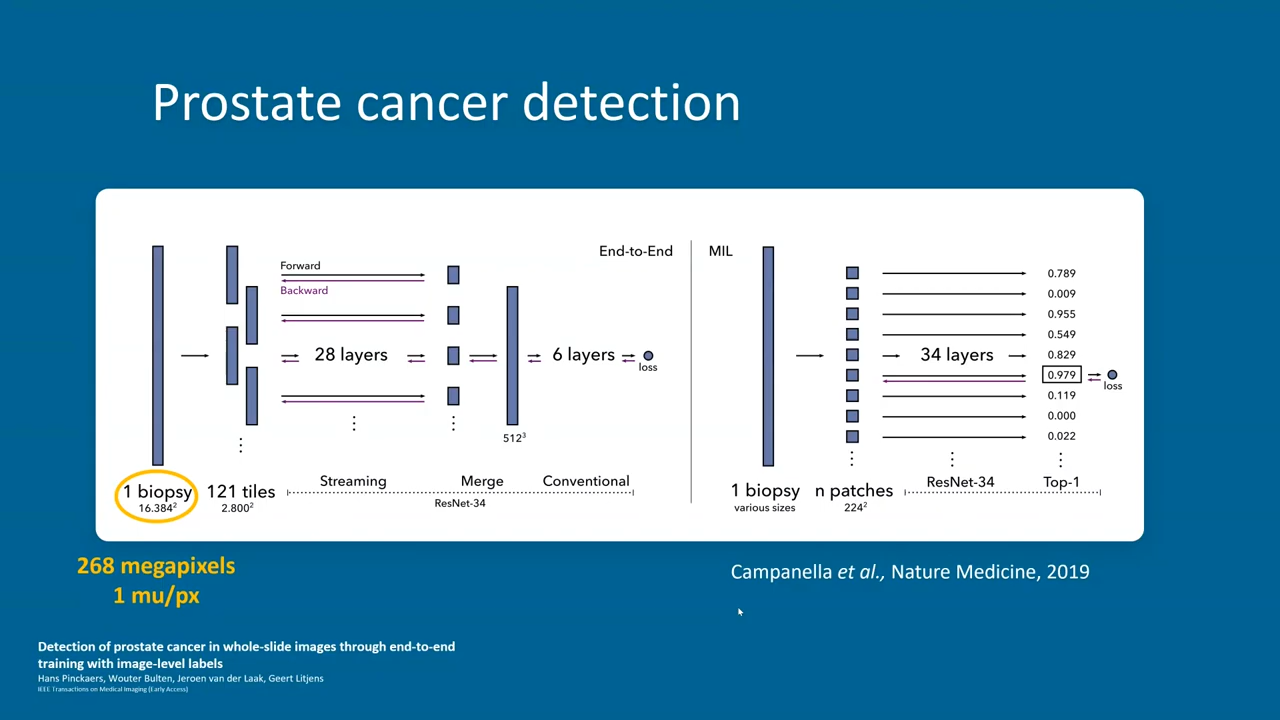 Prostate cancer detection
End-to-End
Forward
Backward
28 layers
6 layers
loss
512³
1 biopsy
16.384²
121 tiles
2.800²
Streaming
Merge
Conventional
ResNet-34
MIL
34 layers
0.789
0.009
0.955
0.549
0.829
0.979
0.119
0.000
0.022
loss
1 biopsy
various sizes
n patches
224²
ResNet-34
Top-1
268 megapixels
1 mu/px
Campanella et al., Nature Medicine, 2019
Detection of prostate cancer in whole-slide images through end-to-end
training with image-level labels
Hans Pinckaers, Wouter Bulten, Jeroen van der Laak, Geert Litjens
IEEE Transactions on Medical Imaging (Early Access)